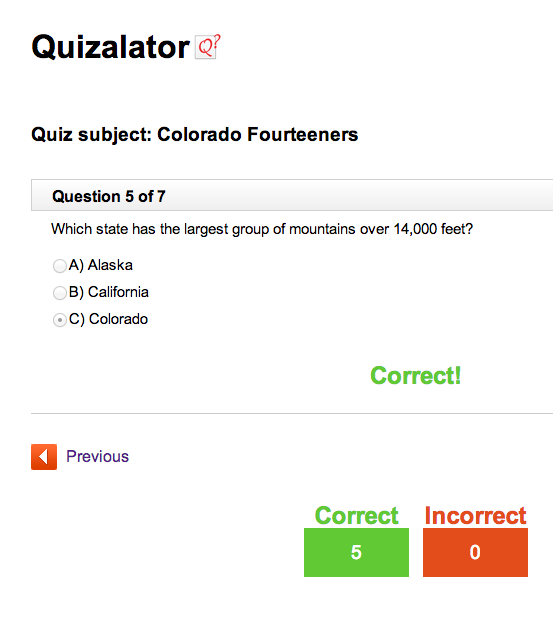 Quizalator Q?
Quiz subject: Colorado Fourteeners
Question 5 of 7
Which state has the largest group of mountains over 14,000 feet?
A) Alaska
B) California
C) Colorado
Correct!
Previous
Correct Incorrect
5 0